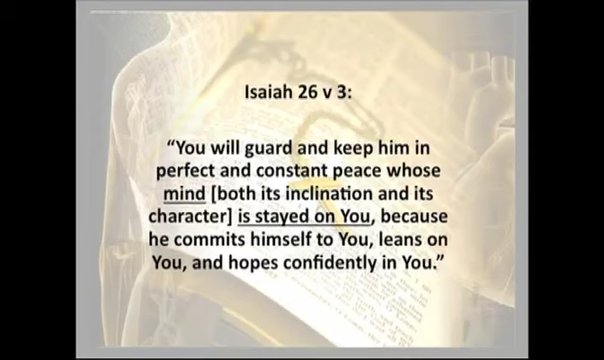 Isaiah 26 v 3:
“You will guard and keep him in
perfect and constant peace whose
mind [both its inclination and its
character] is stayed on You, because
he commits himself to You, leans on
You, and hopes confidently in You.”